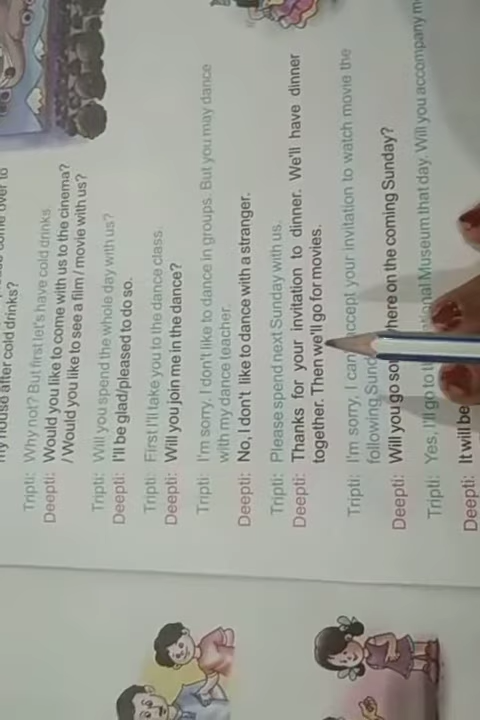 my house after cold drinks?
Tripti: Why not? But first let's have cold drinks
Deepti: Would you like to come with us to the cinema?
/ Would you like to see a film / movie with us?
Tripti: Will you spend the whole day with us?
Deepti: I'll be glad/pleased to do so.
Tripti: First I'll take you to the dance class.
Deepti: Will you join me in the dance?
Tripti: I'm sorry, I don't like to dance in groups. But you may dance
with my dance teacher.
Deepti: No, I don't like to dance with a stranger.
Tripti: Please spend next Sunday with us.
Deepti: Thanks for your invitation to dinner. We'll have dinner
together. Then we'll go for movies.
Tripti: I'm sorry, I can accept your invitation to watch movie the
following
Deepti: Will you go on the coming Sunday?
Tripti: Yes, I'll go to Museum that day. Will you accompany
Deepti: It will be